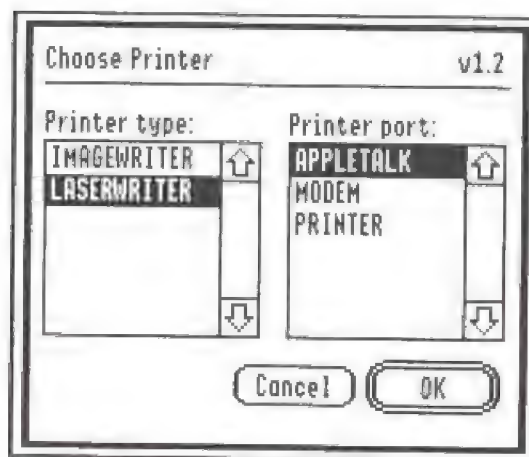 Choose Printer v1.2
Printer type: Printer port:
IMAGEWRITER APPLETALK
LASERWRITER MODEM
PRINTER
Cancel OK